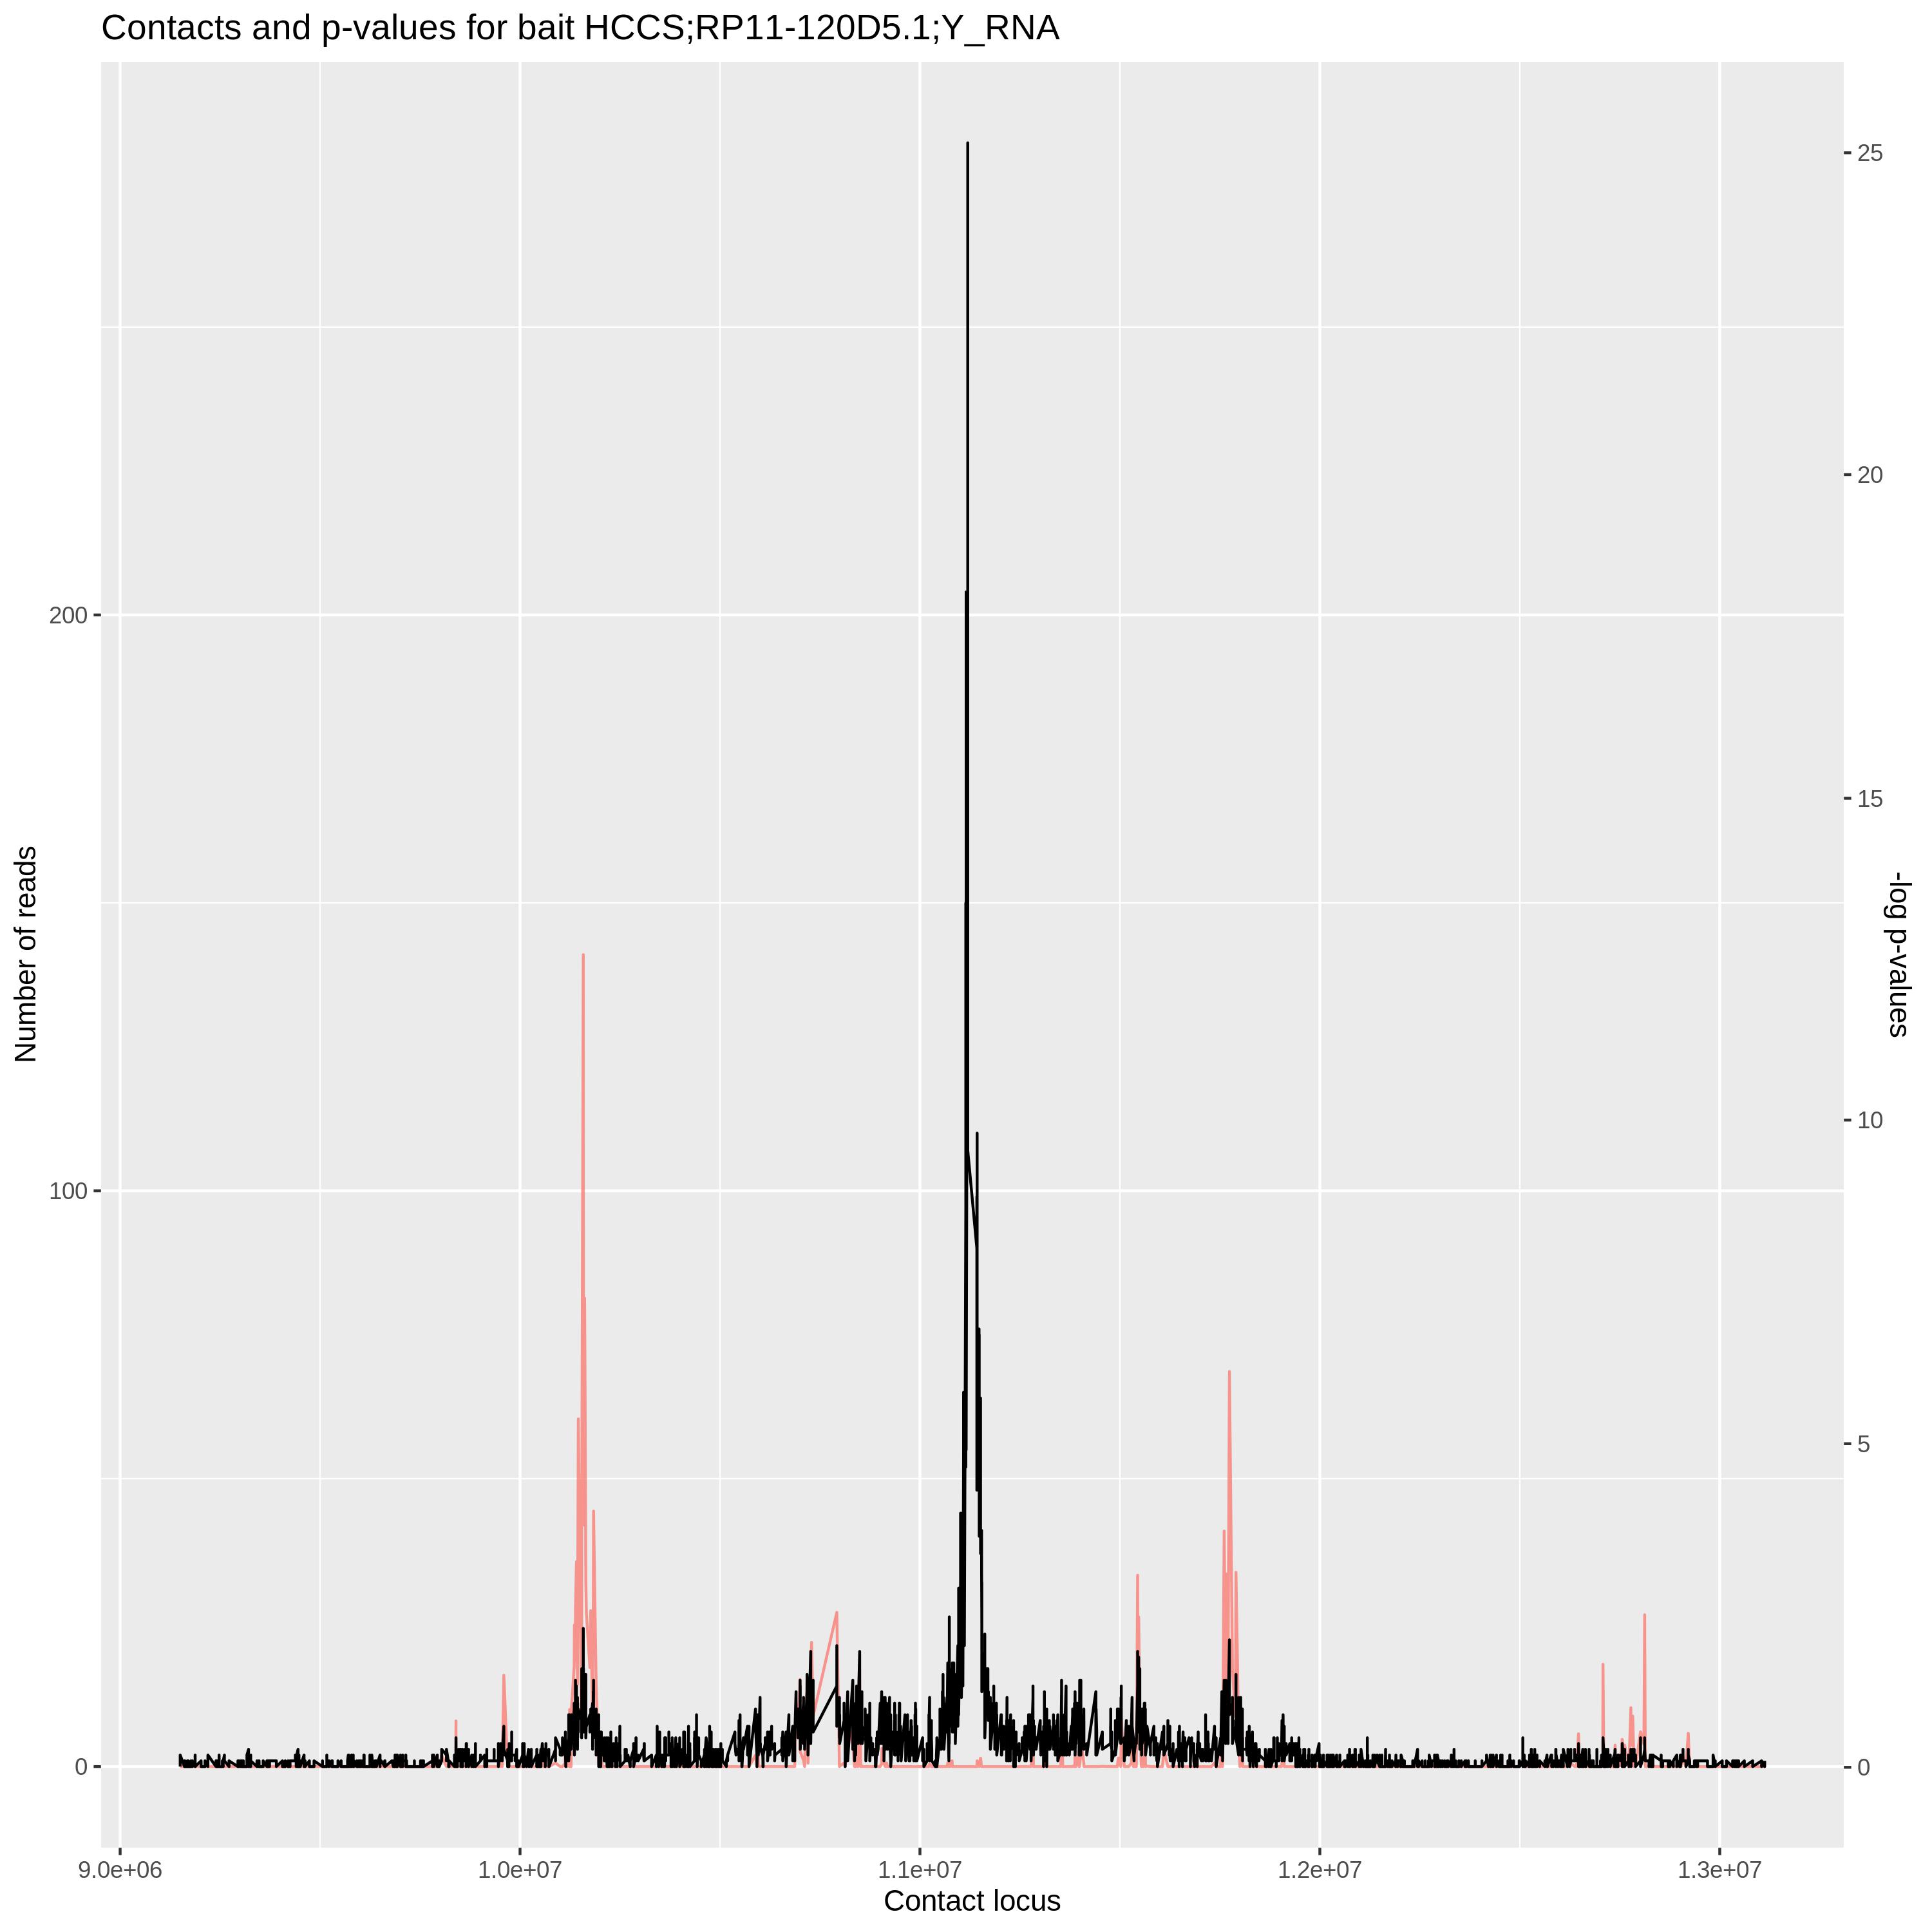 Contacts and p-values for bait HCCS;RP11-120D5.1;Y_RNA
Number of reads
200
100
0
25
20
15
10
5
0
-log p-values
9.0e+06
1.0e+07
1.1e+07
1.2e+07
1.3e+07
Contact locus